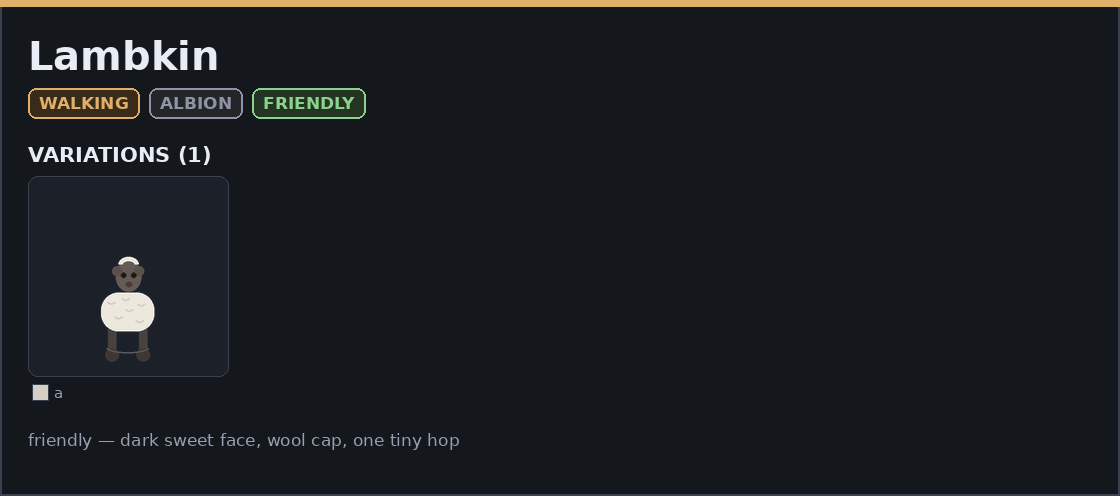 Lambkin
WALKING ALBION FRIENDLY
VARIATIONS (1)
a
friendly — dark sweet face, wool cap, one tiny hop